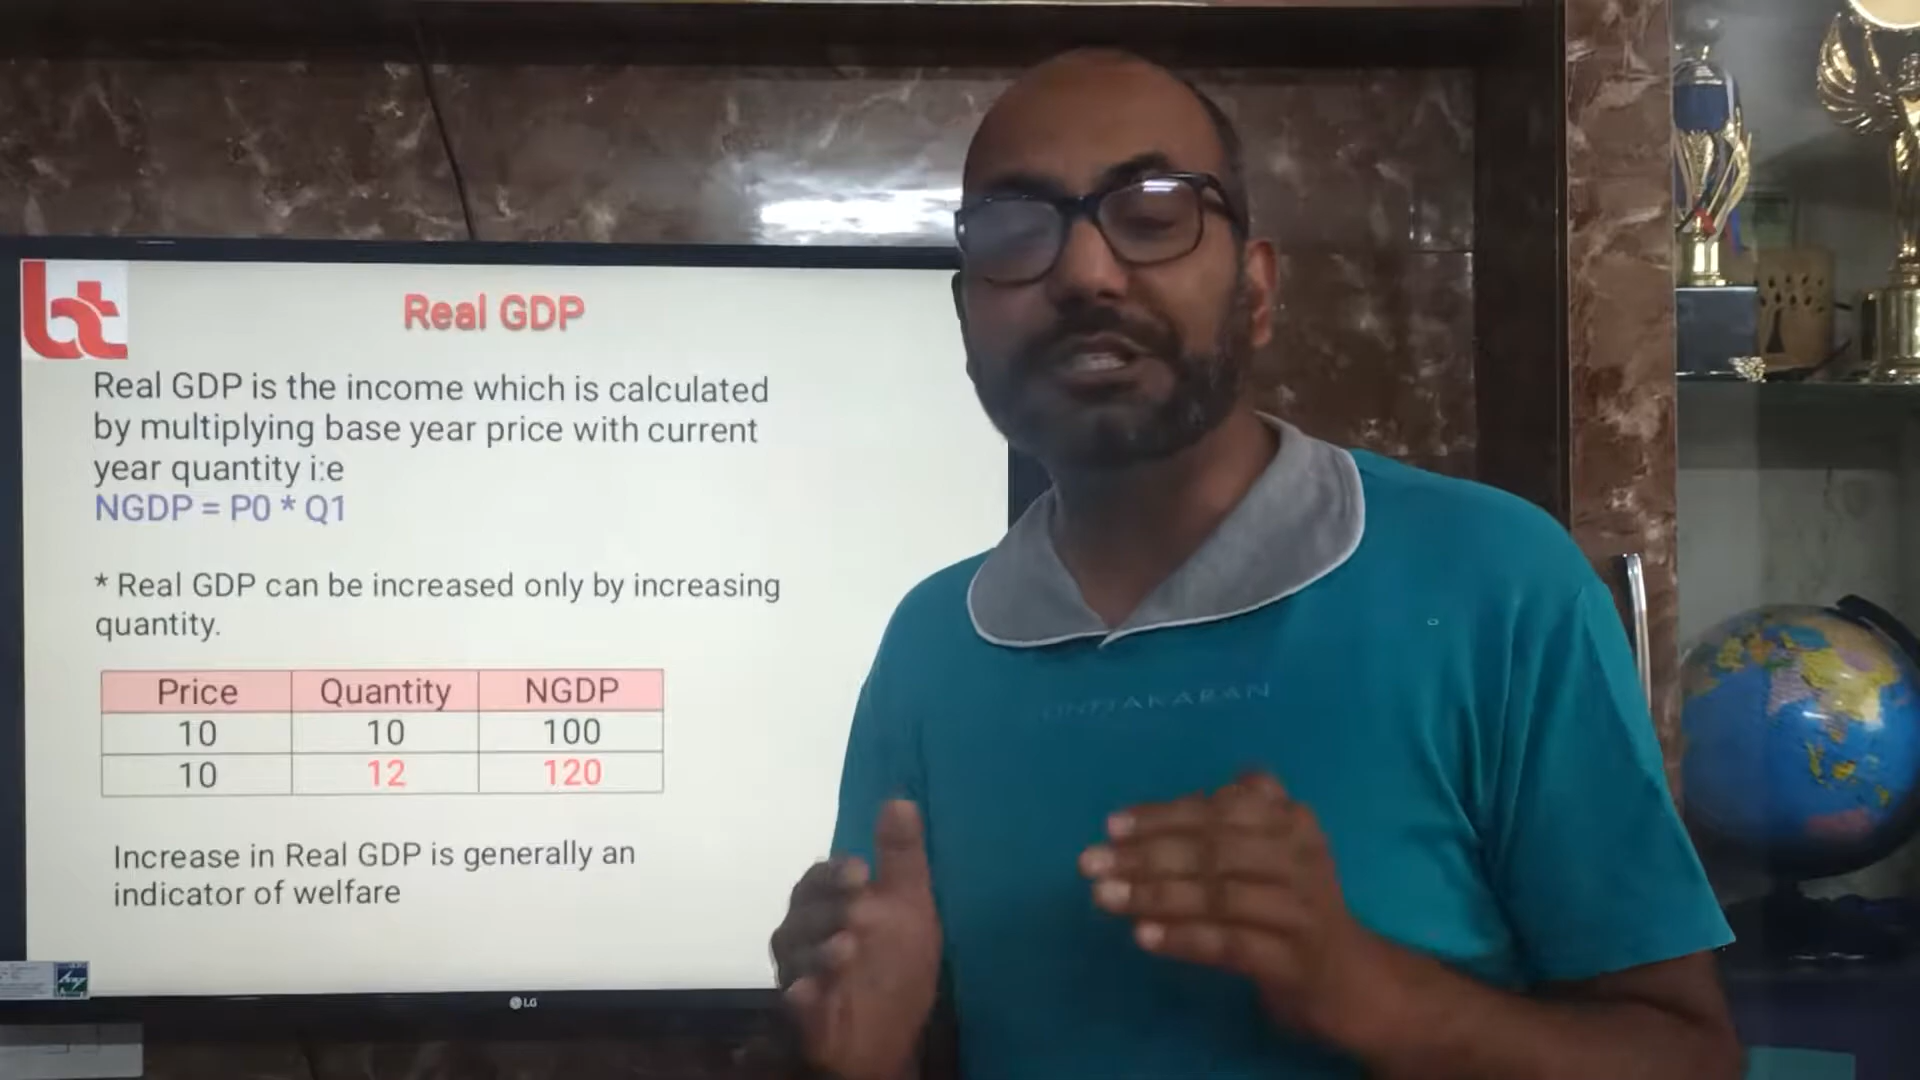 bt
Real GDP
Real GDP is the income which is calculated
by multiplying base year price with current
year quantity i:e
NGDP = P0 * Q1
* Real GDP can be increased only by increasing
quantity.
Price Quantity NGDP
10 10 100
10 12 120
Increase in Real GDP is generally an
indicator of welfare
LG